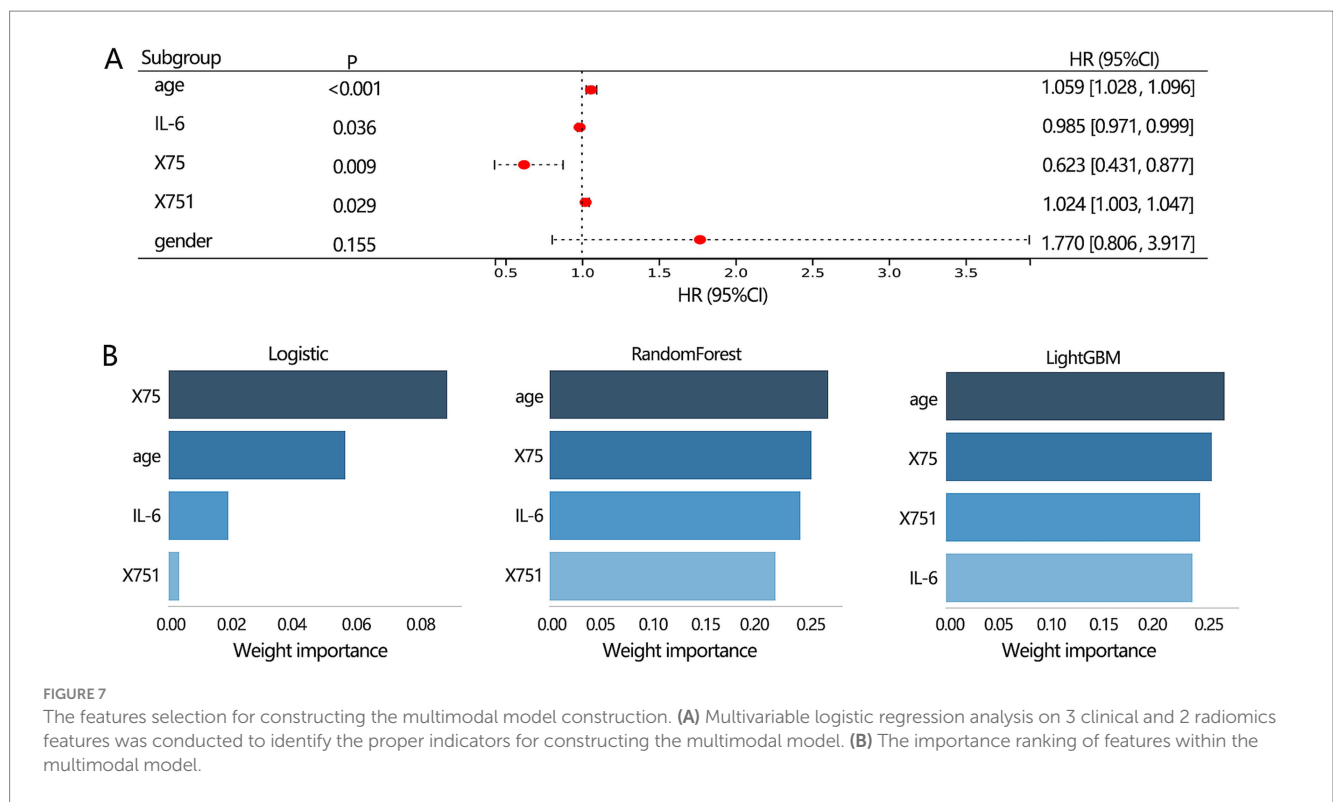 A
Subgroup P HR (95%CI)
age <0.001 1.059 [1.028 , 1.096]
IL-6 0.036 0.985 [0.971 , 0.999]
X75 0.009 0.623 [0.431 , 0.877]
X751 0.029 1.024 [1.003 , 1.047]
gender 0.155 1.770 [0.806 , 3.917]
0.5 1.0 1.5 2.0 2.5 3.0 3.5
HR (95%CI)
B
Logistic
X75
age
IL-6
X751
0.00 0.02 0.04 0.06 0.08
Weight importance
RandomForest
age
X75
IL-6
X751
0.00 0.05 0.10 0.15 0.20 0.25
Weight importance
LightGBM
age
X75
X751
IL-6
0.00 0.05 0.10 0.15 0.20 0.25
Weight importance
FIGURE 7
The features selection for constructing the multimodal model construction. (A) Multivariable logistic regression analysis on 3 clinical and 2 radiomics
features was conducted to identify the proper indicators for constructing the multimodal model. (B) The importance ranking of features within the
multimodal model.